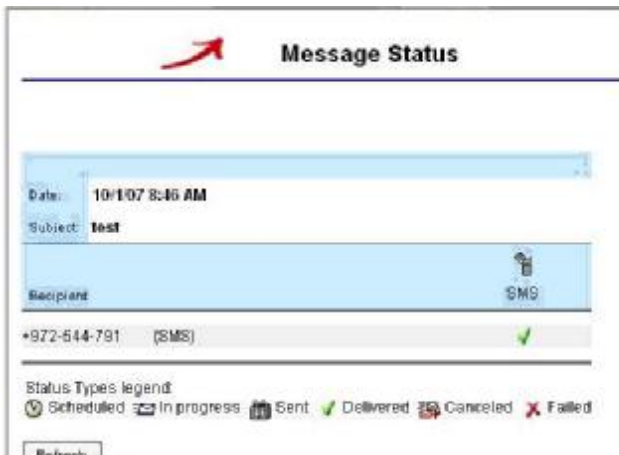 Message Status
Date: 10/1/07 8:46 AM
Subject: test
SMS
Recipient
+972-544-791 (SMS)
Status Types legend:
Scheduled In progress Sent Delivered Canceled Failed
Refresh